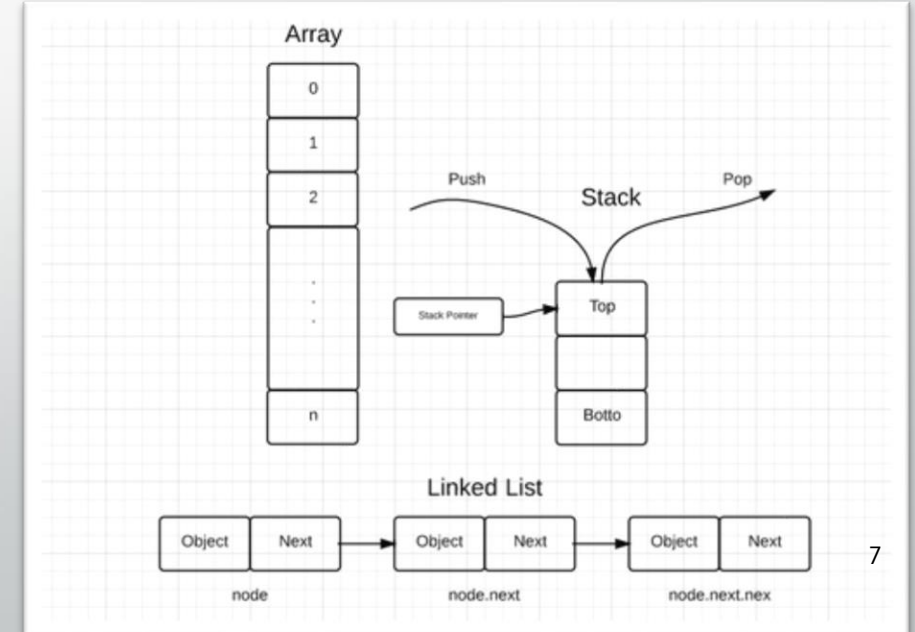 Array
0
1
2
.
.
.
n
Push
Stack
Pop
Stack Pointer
Top
Botto
Linked List
Object
Next
Object
Next
Object
Next
node
node.next
node.next.nex
7